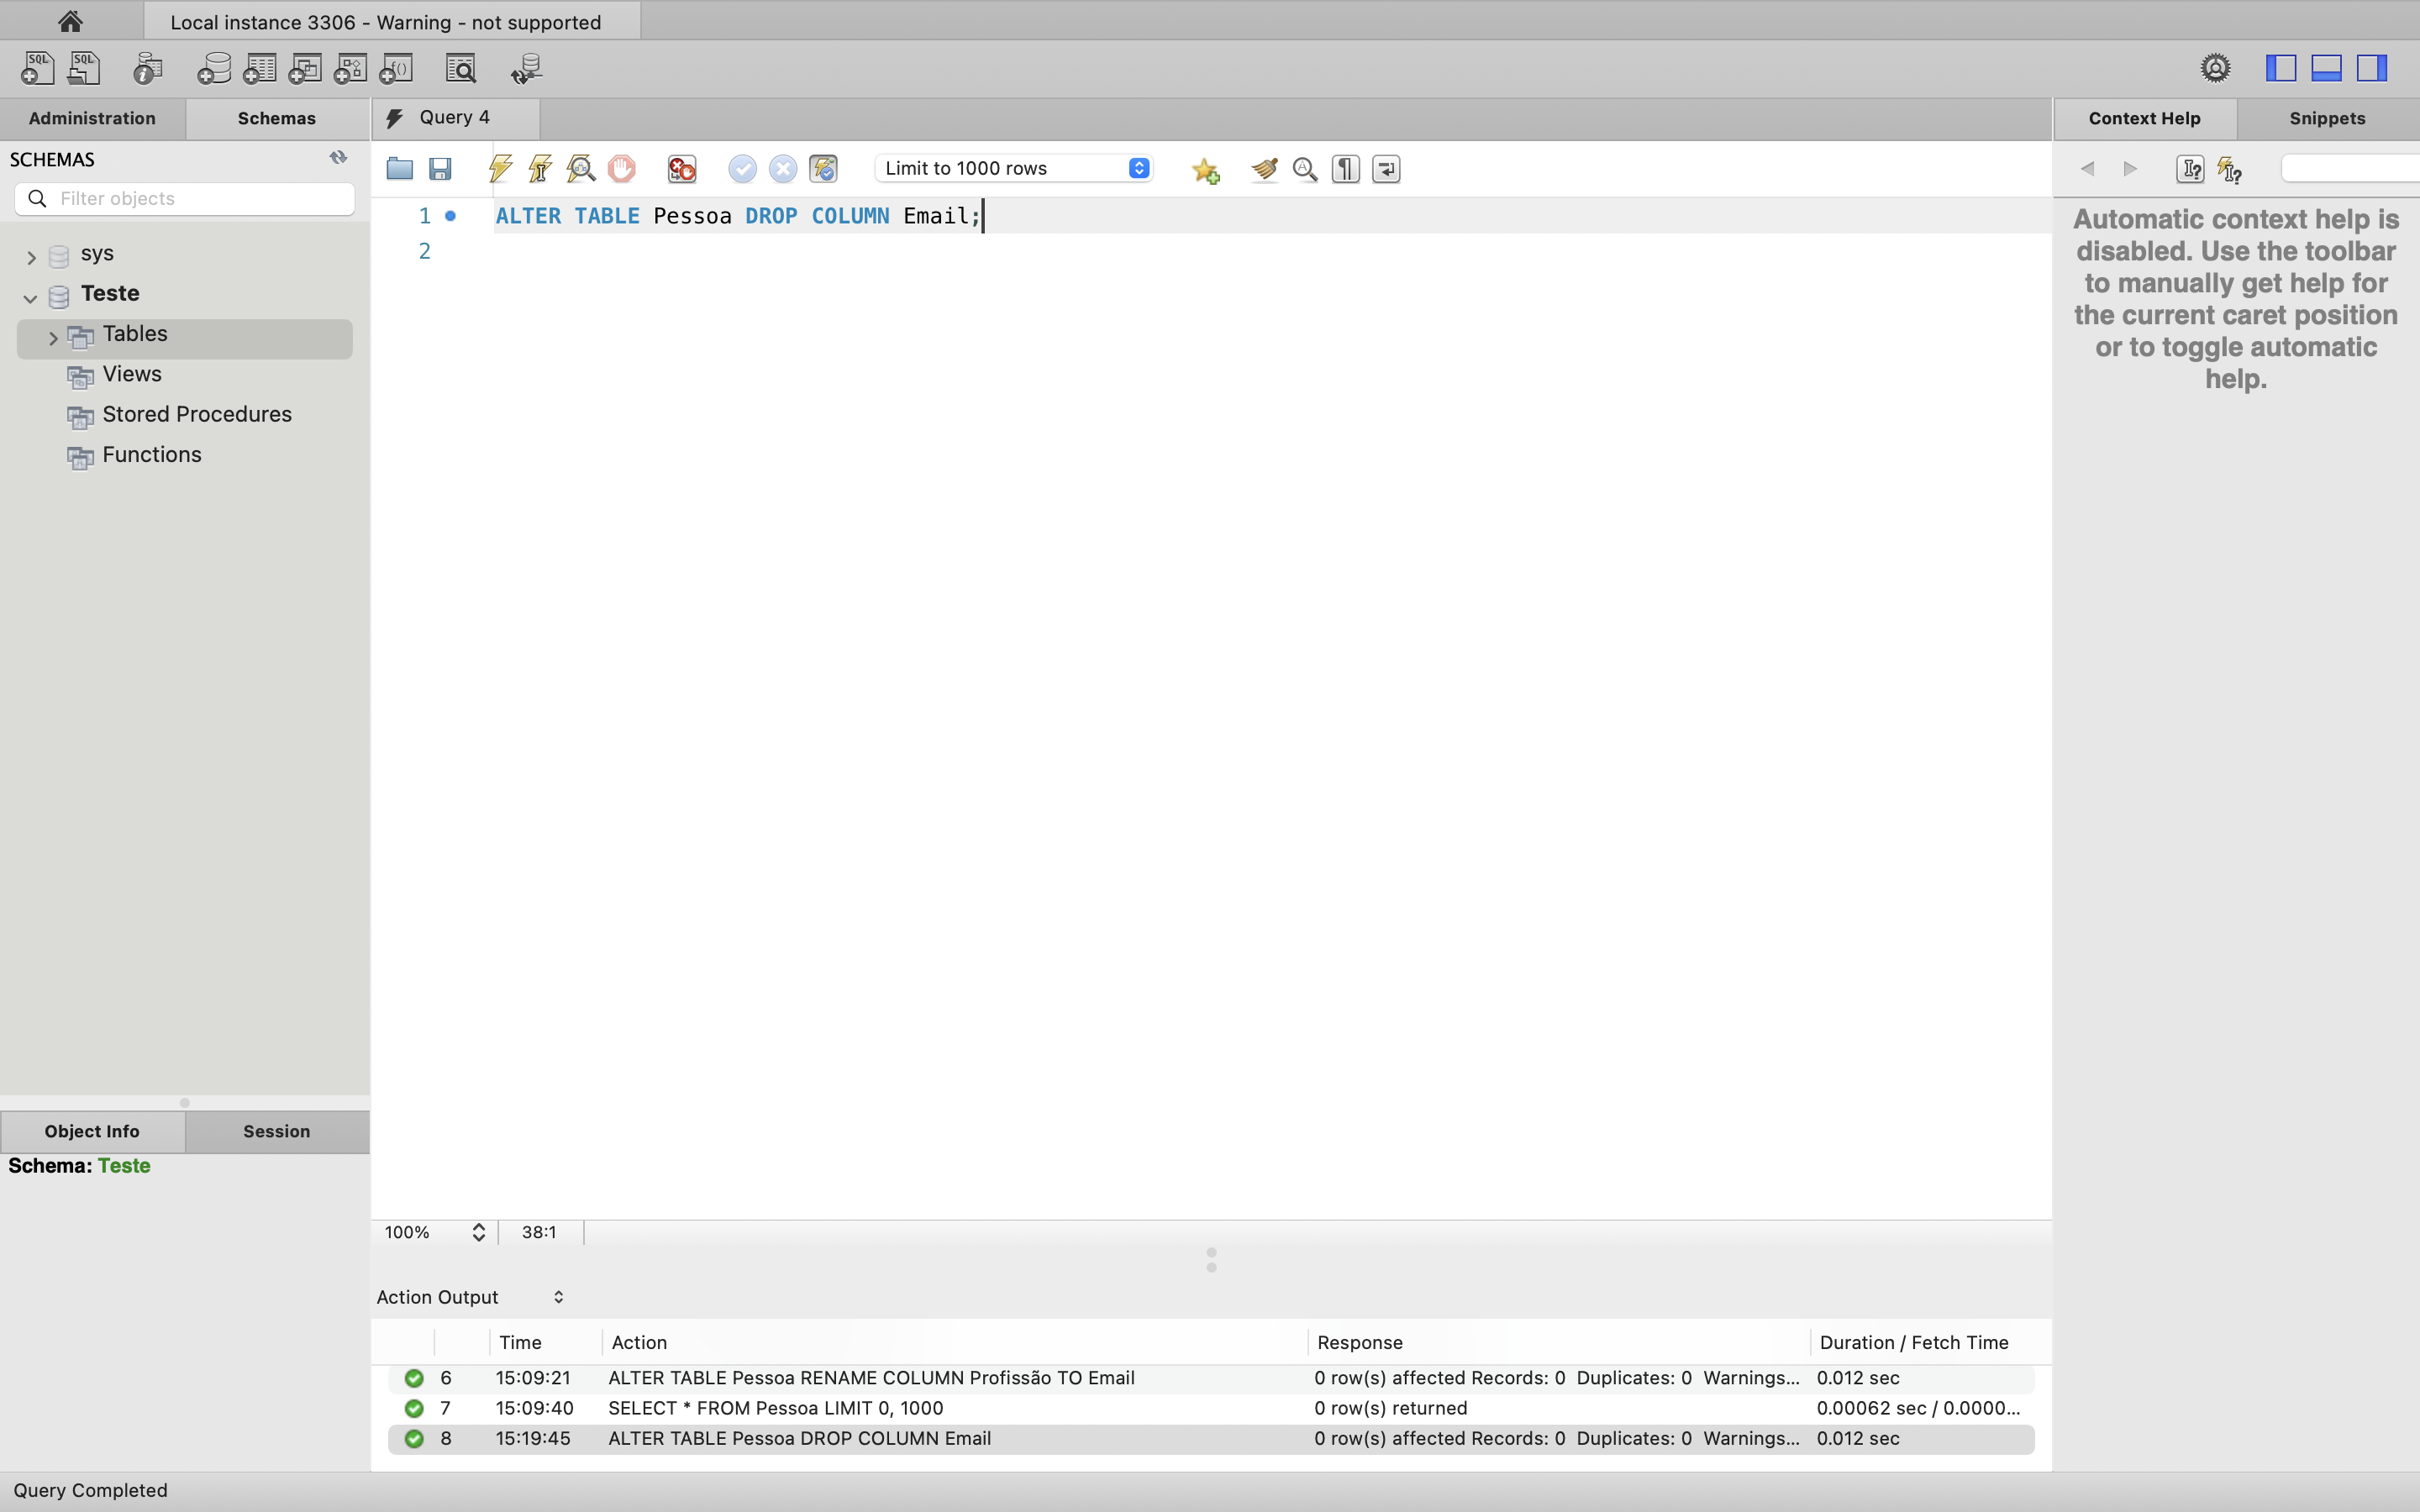 Local instance 3306 - Warning - not supported
SQL SQL
Administration Schemas
Query 4
Context Help Snippets
SCHEMAS
Filter objects
Limit to 1000 rows
1 ALTER TABLE Pessoa DROP COLUMN Email;
2
sys
Teste
Tables
Views
Stored Procedures
Functions
Automatic context help is
disabled. Use the toolbar
to manually get help for
the current caret position
or to toggle automatic
help.
Object Info Session
Schema: Teste
100% 38:1
Action Output
Time Action Response Duration / Fetch Time
6 15:09:21 ALTER TABLE Pessoa RENAME COLUMN Profissão TO Email 0 row(s) affected Records: 0 Duplicates: 0 Warnings... 0.012 sec
7 15:09:40 SELECT * FROM Pessoa LIMIT 0, 1000 0 row(s) returned 0.00062 sec / 0.0000...
8 15:19:45 ALTER TABLE Pessoa DROP COLUMN Email 0 row(s) affected Records: 0 Duplicates: 0 Warnings... 0.012 sec
Query Completed